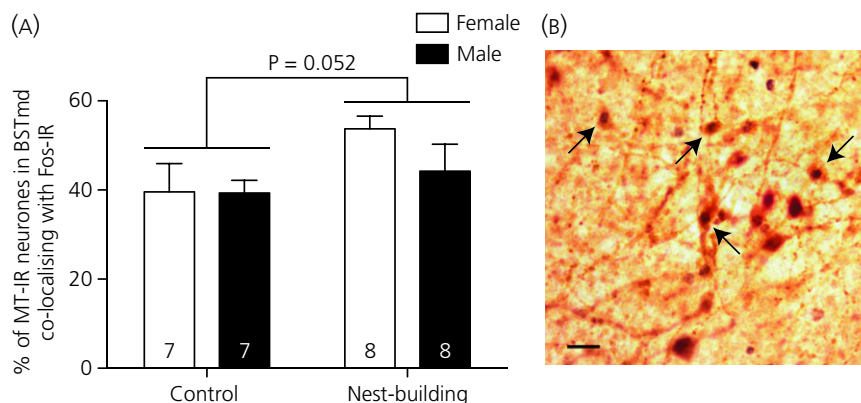 (A)
Female
Male
P = 0.052
60
40
20
0
% of MT-IR neurones in BSTmd
co-localising with Fos-IR
7
7
8
8
Control
Nest-building
(B)